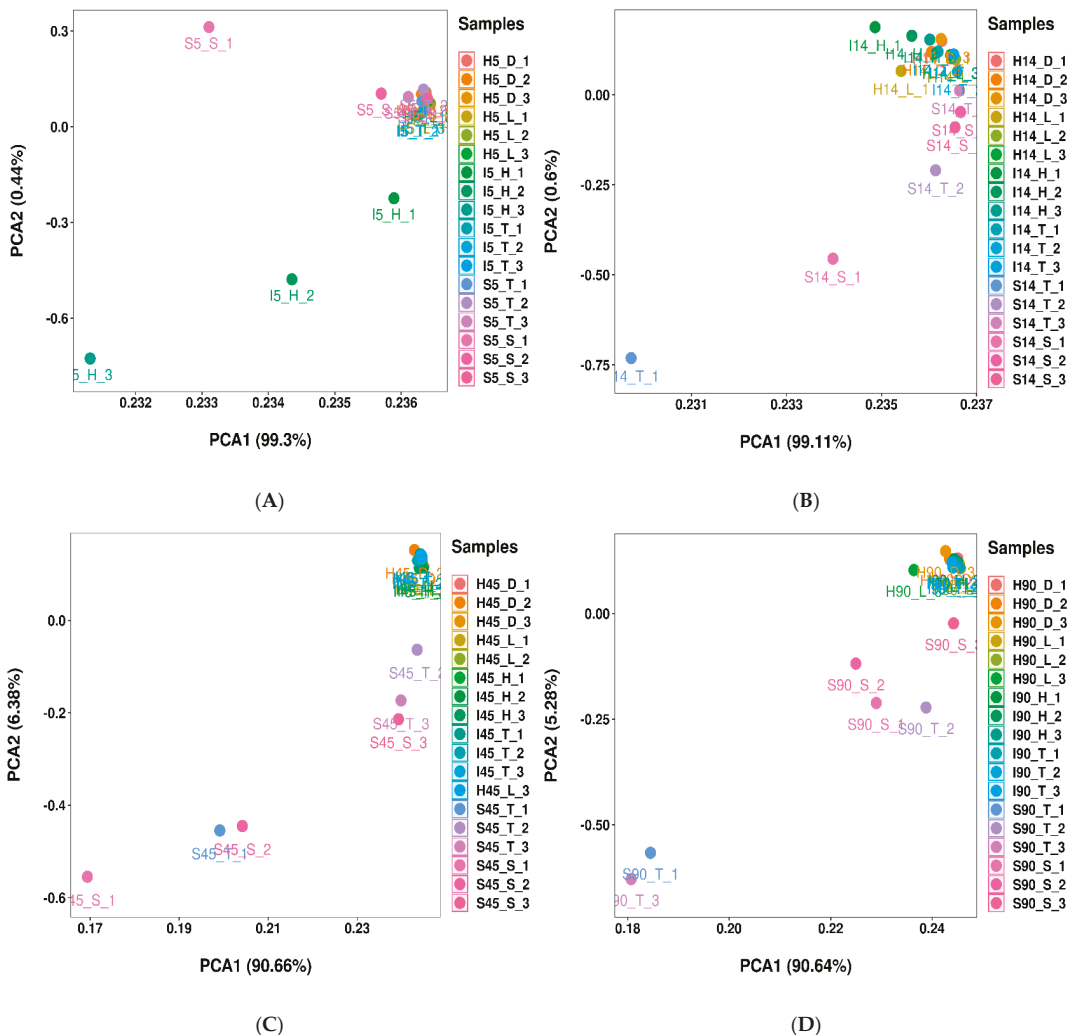 Samples
0.3
0.0
-0.3
-0.6
PCA2 (0.44%)
S5_S_1
I5_T_2
I5_H_1
I5_H_2
5_H_3
0.232
0.233
0.234
0.235
0.236
PCA1 (99.3%)
H5_D_1
H5_D_2
H5_D_3
H5_L_1
H5_L_2
H5_L_3
I5_H_1
I5_H_2
I5_H_3
I5_T_1
I5_T_2
I5_T_3
S5_T_1
S5_T_2
S5_T_3
S5_S_1
S5_S_2
S5_S_3
(A)
Samples
0.00
-0.25
-0.50
-0.75
PCA2 (0.6%)
I14_H_1
H14_L_1
S14_T_2
S14_S_1
14_T_1
0.231
0.233
0.235
0.237
PCA1 (99.11%)
H14_D_1
H14_D_2
H14_D_3
H14_L_1
H14_L_2
H14_L_3
I14_H_1
I14_H_2
I14_H_3
I14_T_1
I14_T_2
I14_T_3
S14_T_1
S14_T_2
S14_T_3
S14_S_1
S14_S_2
S14_S_3
(B)
Samples
0.0
-0.2
-0.4
-0.6
PCA2 (6.38%)
S45_T_2
S45_T_3
S45_S_3
S45_T_1
S45_S_2
45_S_1
0.17
0.19
0.21
0.23
PCA1 (90.66%)
H45_D_1
H45_D_2
H45_D_3
H45_L_1
H45_L_2
I45_H_1
I45_H_2
I45_H_3
I45_T_1
I45_T_2
I45_T_3
H45_L_3
S45_T_1
S45_T_2
S45_T_3
S45_S_1
S45_S_2
S45_S_3
(C)
Samples
0.00
-0.25
-0.50
PCA2 (5.28%)
S90_S_3
S90_S_2
S90_S_1
S90_T_2
S90_T_1
90_T_3
0.18
0.20
0.22
0.24
PCA1 (90.64%)
H90_D_1
H90_D_2
H90_D_3
H90_L_1
H90_L_2
H90_L_3
I90_H_1
I90_H_2
I90_H_3
I90_T_1
I90_T_2
I90_T_3
S90_T_1
S90_T_2
S90_T_3
S90_S_1
S90_S_2
S90_S_3
(D)